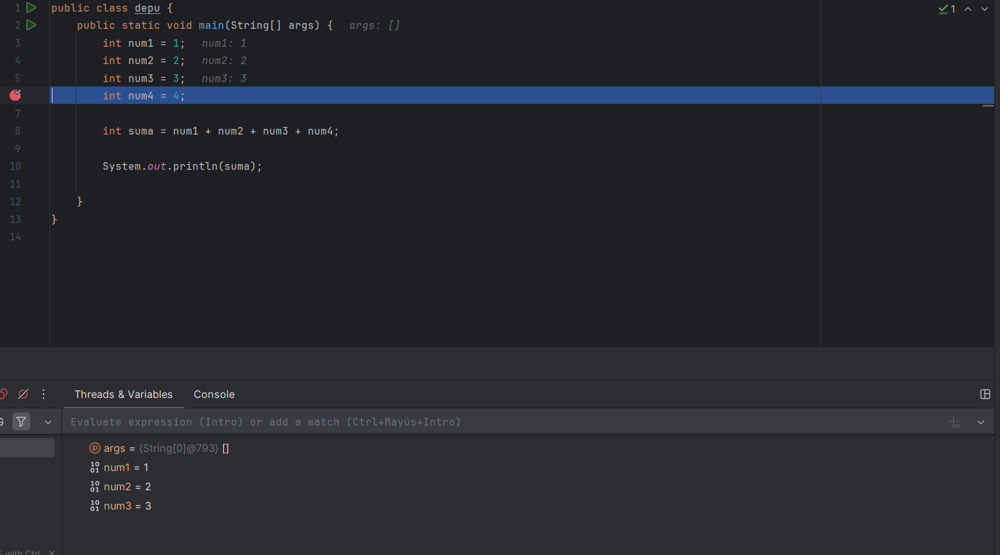 1 public class depu {
2 public static void main(String[] args) { args: []
3 int num1 = 1; num1: 1
4 int num2 = 2; num2: 2
5 int num3 = 3; num3: 3
int num4 = 4;
7
8 int suma = num1 + num2 + num3 + num4;
9
10 System.out.println(suma);
11
12 }
13 }
14
1
Threads & Variables Console
Evaluate expression (Intro) or add a watch (Ctrl+Mayús+Intro)
args = {String[0]@793} []
num1 = 1
num2 = 2
num3 = 3
with Ctrl